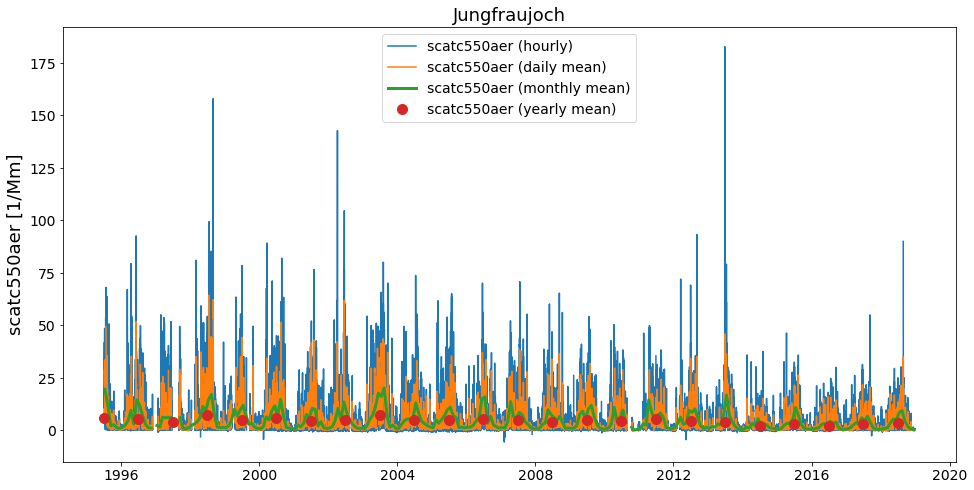 Jungfraujoch
scatc550aer (hourly)
scatc550aer (daily mean)
scatc550aer (monthly mean)
scatc550aer (yearly mean)
scatc550aer [1/Mm]
175
150
125
100
75
50
25
0
1996
2000
2004
2008
2012
2016
2020